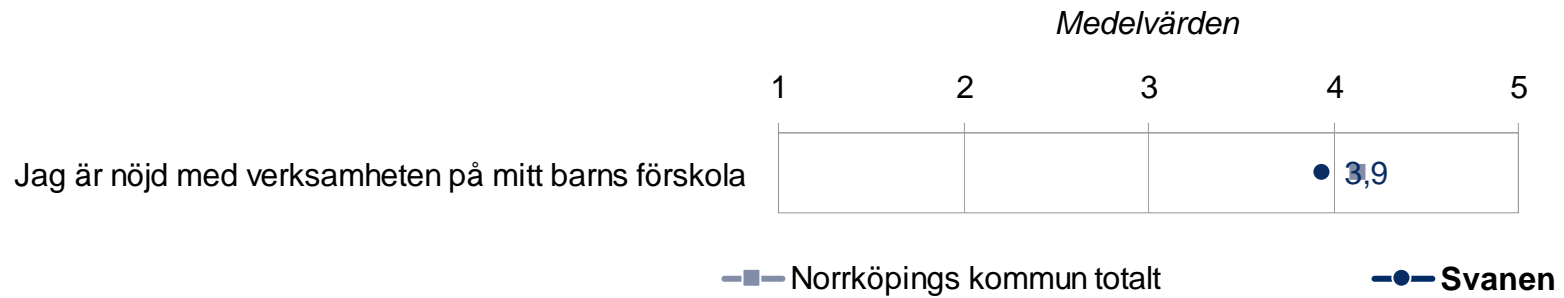 Medelvärden
1 2 3 4 5
Jag är nöjd med verksamheten på mitt barns förskola 3,9
Norrköpings kommun totalt Svanen